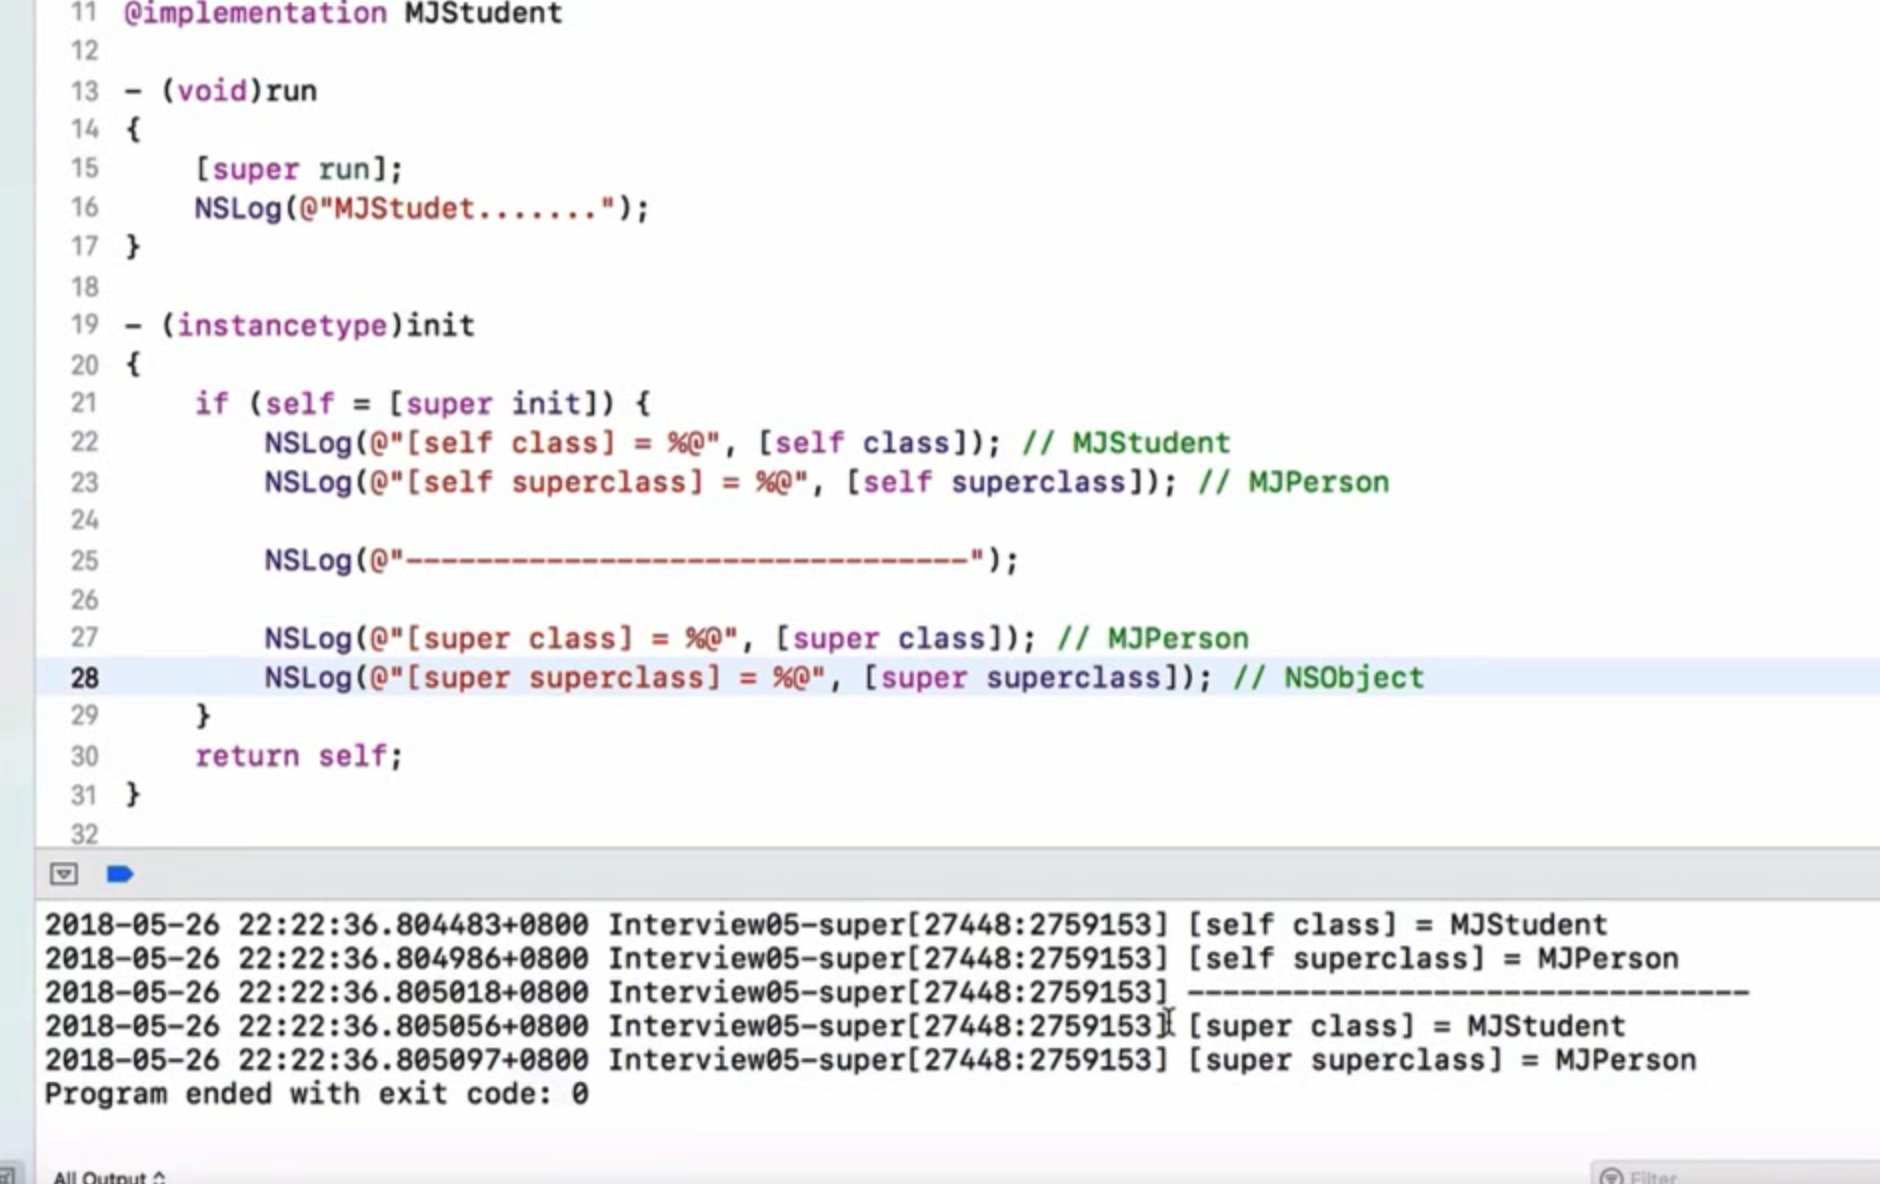 11 @implementation MJStudent
12
13 - (void)run
14 {
15     [super run];
16     NSLog(@"MJStudet.......");
17 }
18
19 - (instancetype)init
20 {
21     if (self = [super init]) {
22         NSLog(@"[self class] = %@", [self class]); // MJStudent
23         NSLog(@"[self superclass] = %@", [self superclass]); // MJPerson
24
25         NSLog(@"--------------------------------");
26
27         NSLog(@"[super class] = %@", [super class]); // MJPerson
28         NSLog(@"[super superclass] = %@", [super superclass]); // NSObject
29     }
30     return self;
31 }
32
2018-05-26 22:22:36.804483+0800 Interview05-super[27448:2759153] [self class] = MJStudent
2018-05-26 22:22:36.804986+0800 Interview05-super[27448:2759153] [self superclass] = MJPerson
2018-05-26 22:22:36.805018+0800 Interview05-super[27448:2759153] --------------------------------
2018-05-26 22:22:36.805056+0800 Interview05-super[27448:2759153] [super class] = MJStudent
2018-05-26 22:22:36.805097+0800 Interview05-super[27448:2759153] [super superclass] = MJPerson
Program ended with exit code: 0
All Output
Filter